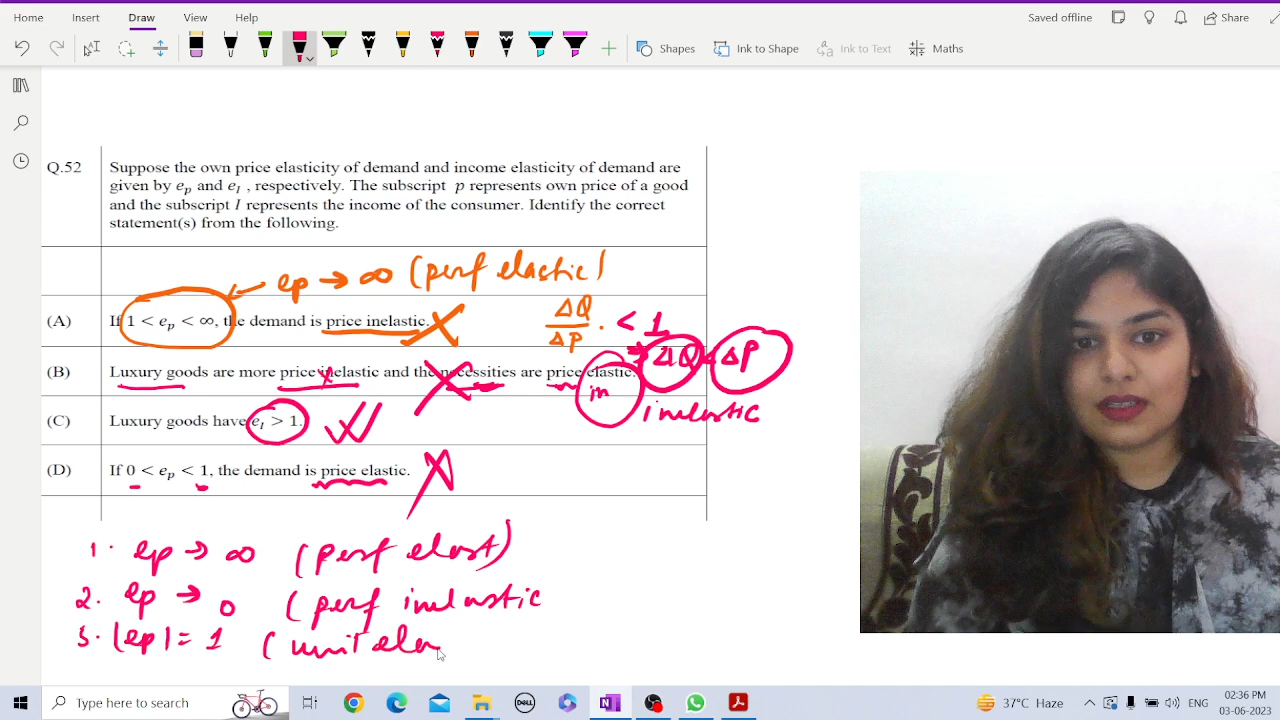 Home Insert Draw View Help Saved offline Share
Shapes Ink to Shape Ink to Text Maths
Q.52 Suppose the own price elasticity of demand and income elasticity of demand are
given by eₚ and e_I , respectively. The subscript p represents own price of a good
and the subscript I represents the income of the consumer. Identify the correct
statement(s) from the following.
ep → ∞ (perf elastic)
(A) If 1 < eₚ < ∞, the demand is price inelastic.
ΔQ/ΔP . < 1
→ ΔQ < ΔP
(B) Luxury goods are more price inelastic and the necessities are price elastic.
in
inelastic
(C) Luxury goods have e_I > 1.
(D) If 0 < eₚ < 1, the demand is price elastic.
1. ep → ∞ (perf elast)
2. ep → 0 (perf inelastic
3. |ep| = 1 (unit ela
Type here to search DELL 37°C Haze ENG 02:36 PM
03-06-2023